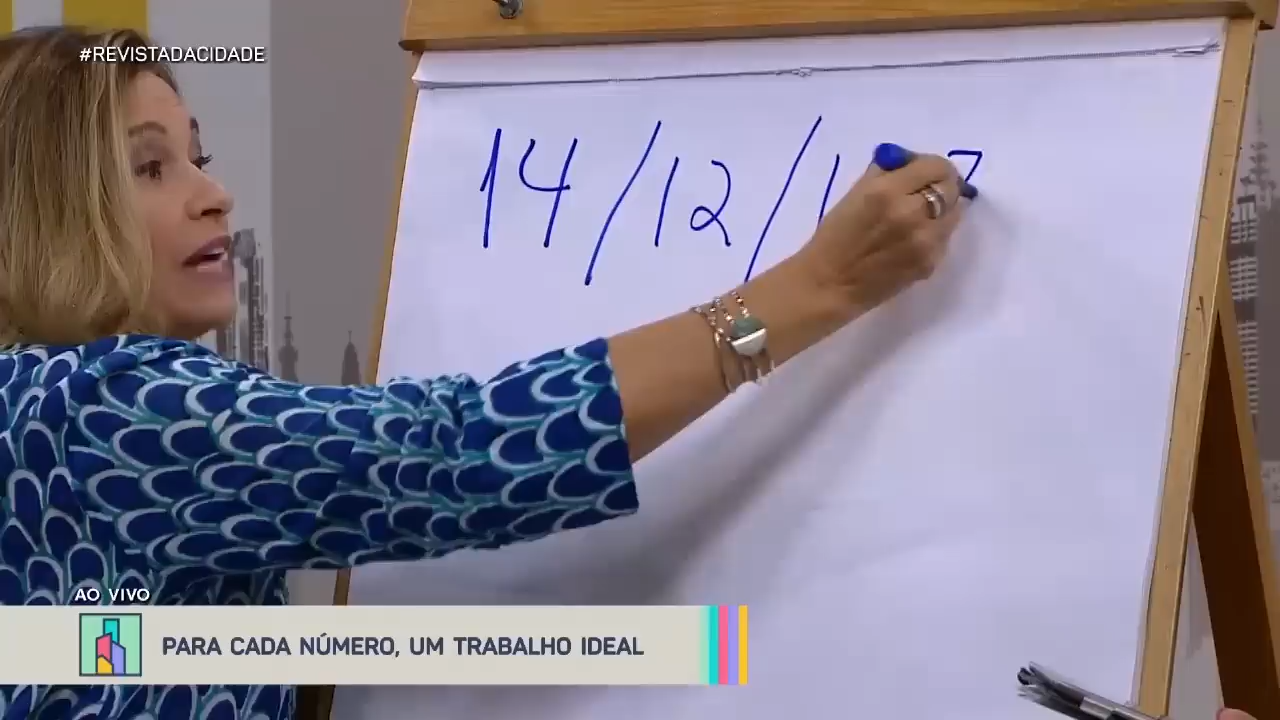 #REVISTADACIDADE
14/12/1
AO VIVO
PARA CADA NÚMERO, UM TRABALHO IDEAL